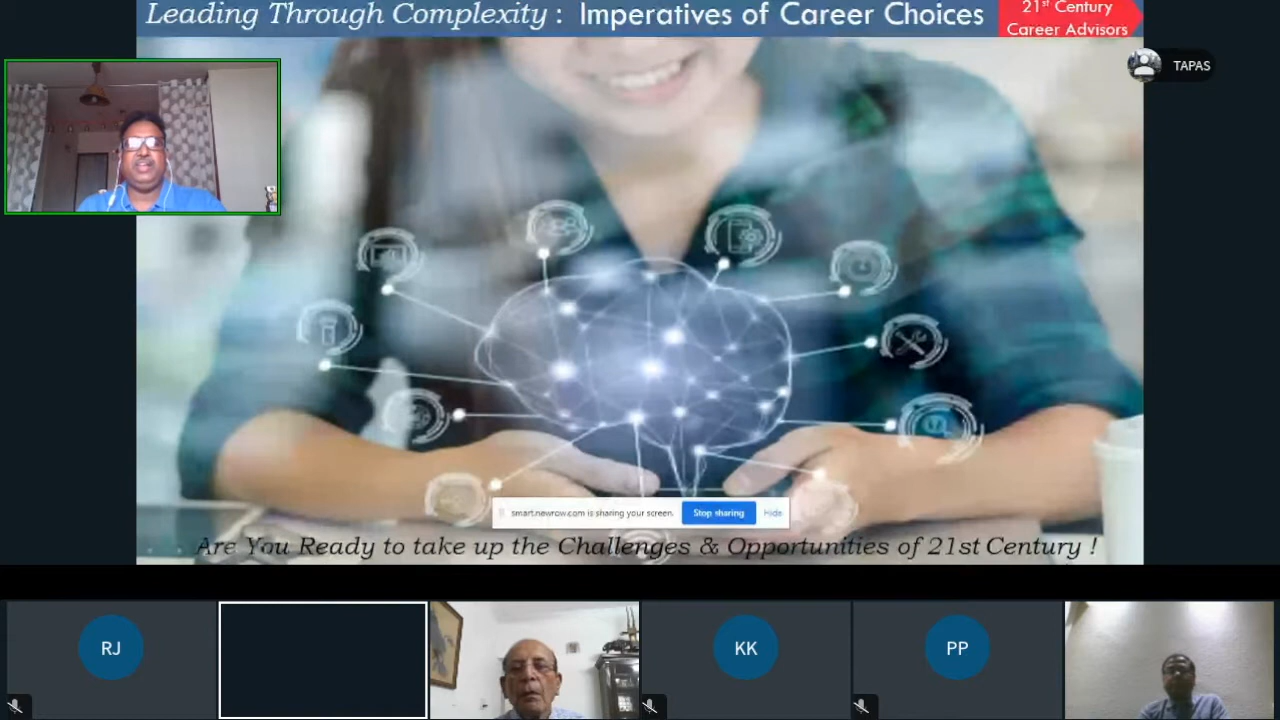 Leading Through Complexity : Imperatives of Career Choices
21st Century
Career Advisors
TAPAS
smart.newrow.com is sharing your screen.
Stop sharing
Hide
Are You Ready to take up the Challenges & Opportunities of 21st Century !
RJ
KK
PP